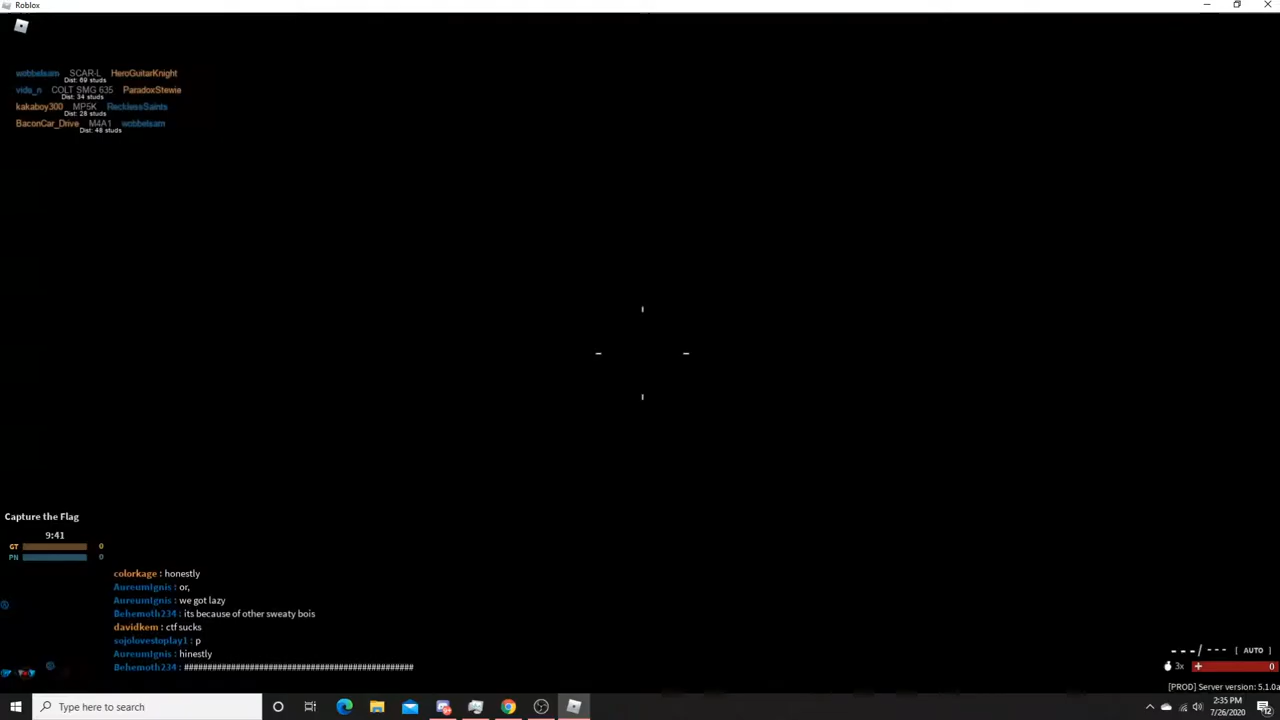 Roblox
wobbelsam SCAR-L HeroGuitarKnight
Dist: 69 studs
vids_n COLT SMG 635 ParadoxStewie
Dist: 34 studs
kakaboy300 MP5K RecklessSaints
Dist: 28 studs
BaconCar_Drive M4A1 wobbelsam
Dist: 48 studs
Capture the Flag
9:41
GT 0
PN 0
colorkage : honestly
AureumIgnis : or,
AureumIgnis : we got lazy
Behemoth234 : its because of other sweaty bois
davidkem : ctf sucks
sojolovestoplay1 : p
AureumIgnis : hinestly
Behemoth234 : ################################################
---/--- [ AUTO ]
3x + 0
[PROD] Server version: 5.1.0a
Type here to search
2:35 PM
7/26/2020